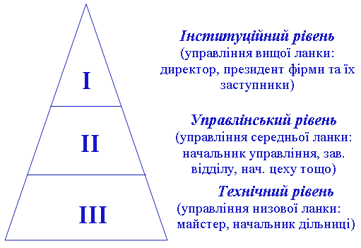 I
Інституційний рівень
(управління вищої ланки:
директор, президент фірми та їх
заступники)
II
Управлінський рівень
(управління середньої ланки:
начальник управління, зав.
відділу, нач. цеху тощо)
III
Технічний рівень
(управління низової ланки:
майстер, начальник дільниці)